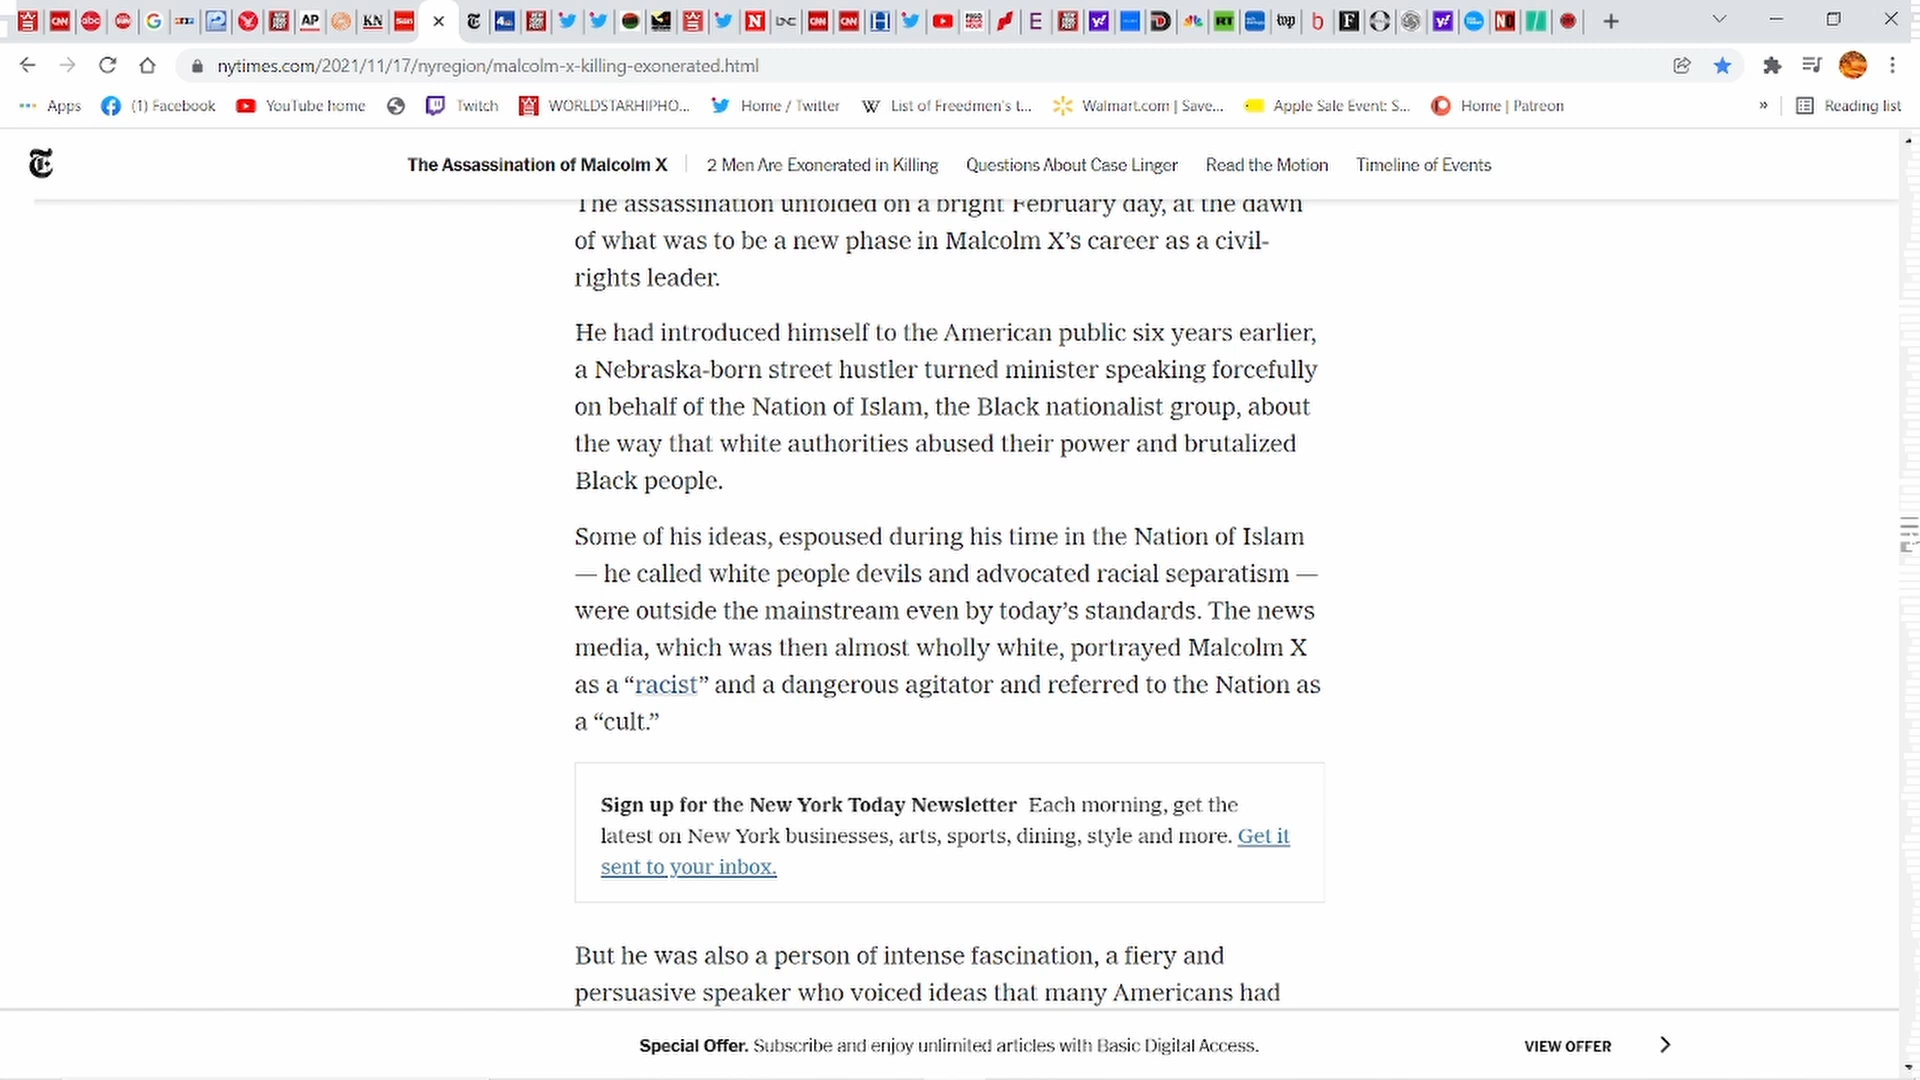 nytimes.com/2021/11/17/nyregion/malcolm-x-killing-exonerated.html
Apps (1) Facebook YouTube home Twitch WORLDSTARHIPHO... Home / Twitter List of Freedmen's t... Walmart.com | Save... Apple Sale Event: S... Home | Patreon » Reading list
The Assassination of Malcolm X 2 Men Are Exonerated in Killing Questions About Case Linger Read the Motion Timeline of Events
The assassination unfolded on a bright February day, at the dawn
of what was to be a new phase in Malcolm X’s career as a civil-
rights leader.
He had introduced himself to the American public six years earlier,
a Nebraska-born street hustler turned minister speaking forcefully
on behalf of the Nation of Islam, the Black nationalist group, about
the way that white authorities abused their power and brutalized
Black people.
Some of his ideas, espoused during his time in the Nation of Islam
— he called white people devils and advocated racial separatism —
were outside the mainstream even by today’s standards. The news
media, which was then almost wholly white, portrayed Malcolm X
as a “racist” and a dangerous agitator and referred to the Nation as
a “cult.”
Sign up for the New York Today Newsletter Each morning, get the
latest on New York businesses, arts, sports, dining, style and more. Get it
sent to your inbox.
But he was also a person of intense fascination, a fiery and
persuasive speaker who voiced ideas that many Americans had
Special Offer. Subscribe and enjoy unlimited articles with Basic Digital Access. VIEW OFFER